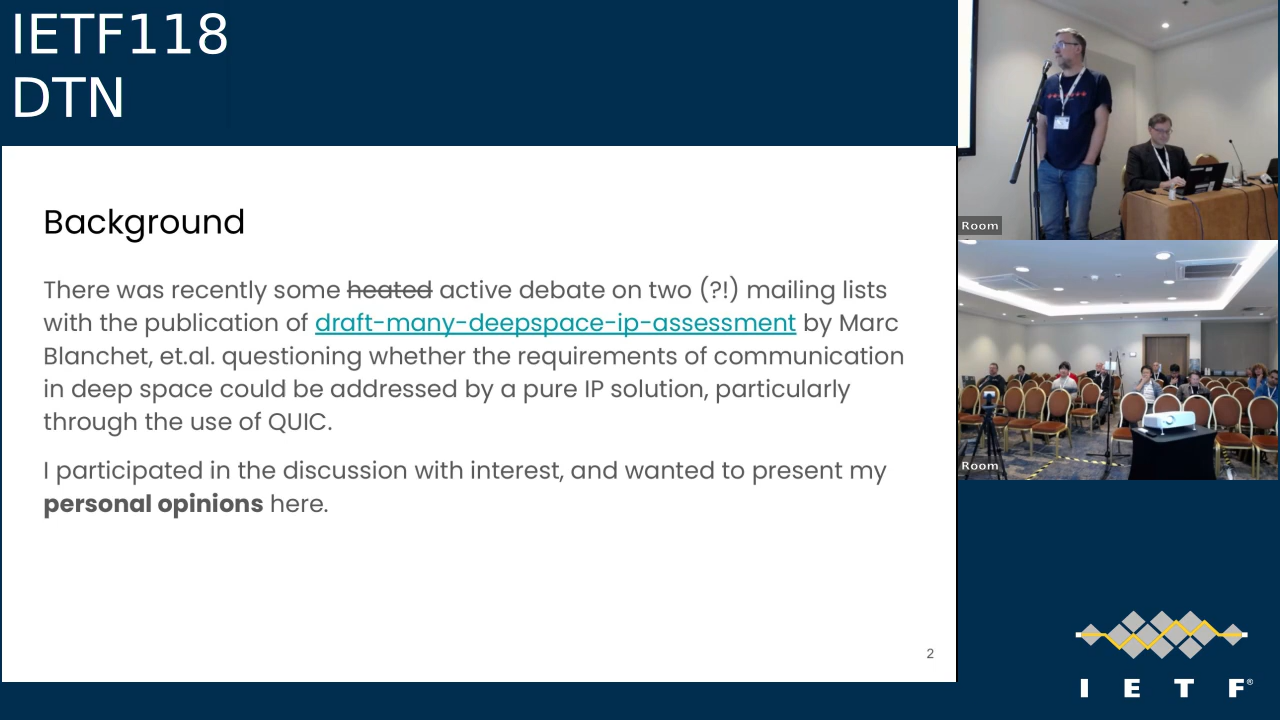 IETF118
DTN
Background
There was recently some heated active debate on two (?!) mailing lists
with the publication of draft-many-deepspace-ip-assessment by Marc
Blanchet, et.al. questioning whether the requirements of communication
in deep space could be addressed by a pure IP solution, particularly
through the use of QUIC.
I participated in the discussion with interest, and wanted to present my
personal opinions here.
2
Room
Room
I E T F®